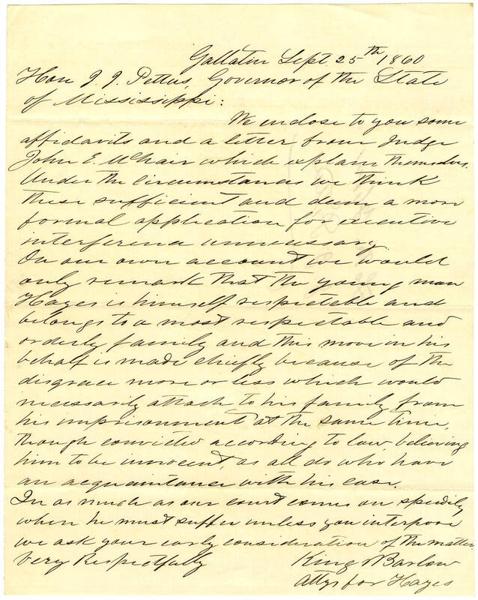 Gallatin Sept 25th 1860
Hon J J. Pettus, Governor of the State
of Mississippi:
We enclose to you some
affidavits and a letter from Judge
John E. McNair which explain themselves.
Under the circumstances we think
these sufficient and deem a more
formal application for executive
interference unnecessary
On our own account we would
only remark that the young man
Hayes is himself respectable and
belongs to a most respectable and
orderly family and this move in his
behalf is made chiefly because of the
disgrace more or less which would
necessarily attach to his family from
his imprisonment at the same time,
though convicted according to law believing
him to be innocent, as all do who have
an acquaintance with his case.
In as much as our court comes on speedily
when he must suffer unless you interpose
we ask your early consideration of the matter,
Very Respectfully King & Barlow
Attys for Hayes